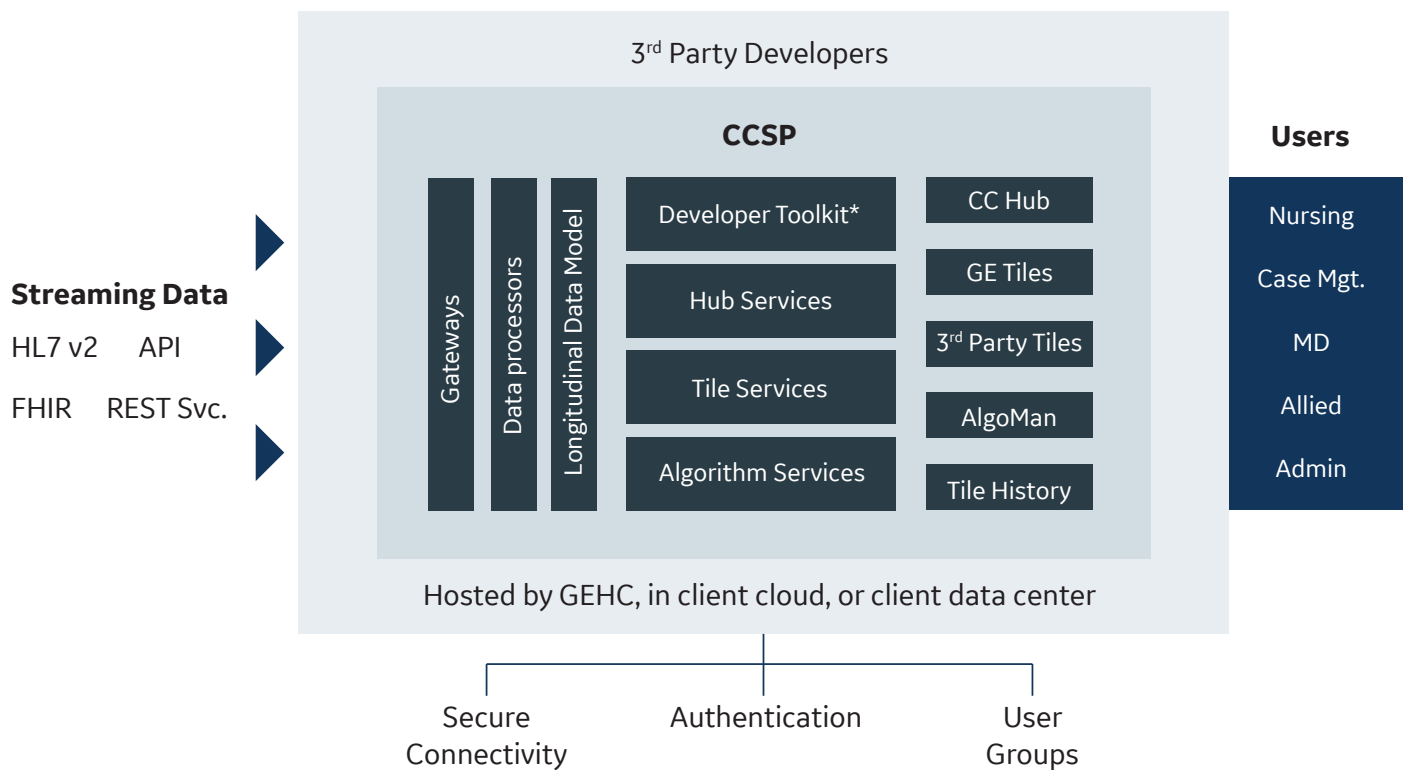 3rd Party Developers
CCSP
Users
Streaming Data
HL7 v2 API
FHIR REST Svc.
Gateways
Data processors
Longitudinal Data Model
Developer Toolkit*
Hub Services
Tile Services
Algorithm Services
CC Hub
GE Tiles
3rd Party Tiles
AlgoMan
Tile History
Nursing
Case Mgt.
MD
Allied
Admin
Hosted by GEHC, in client cloud, or client data center
Secure
Connectivity
Authentication
User
Groups